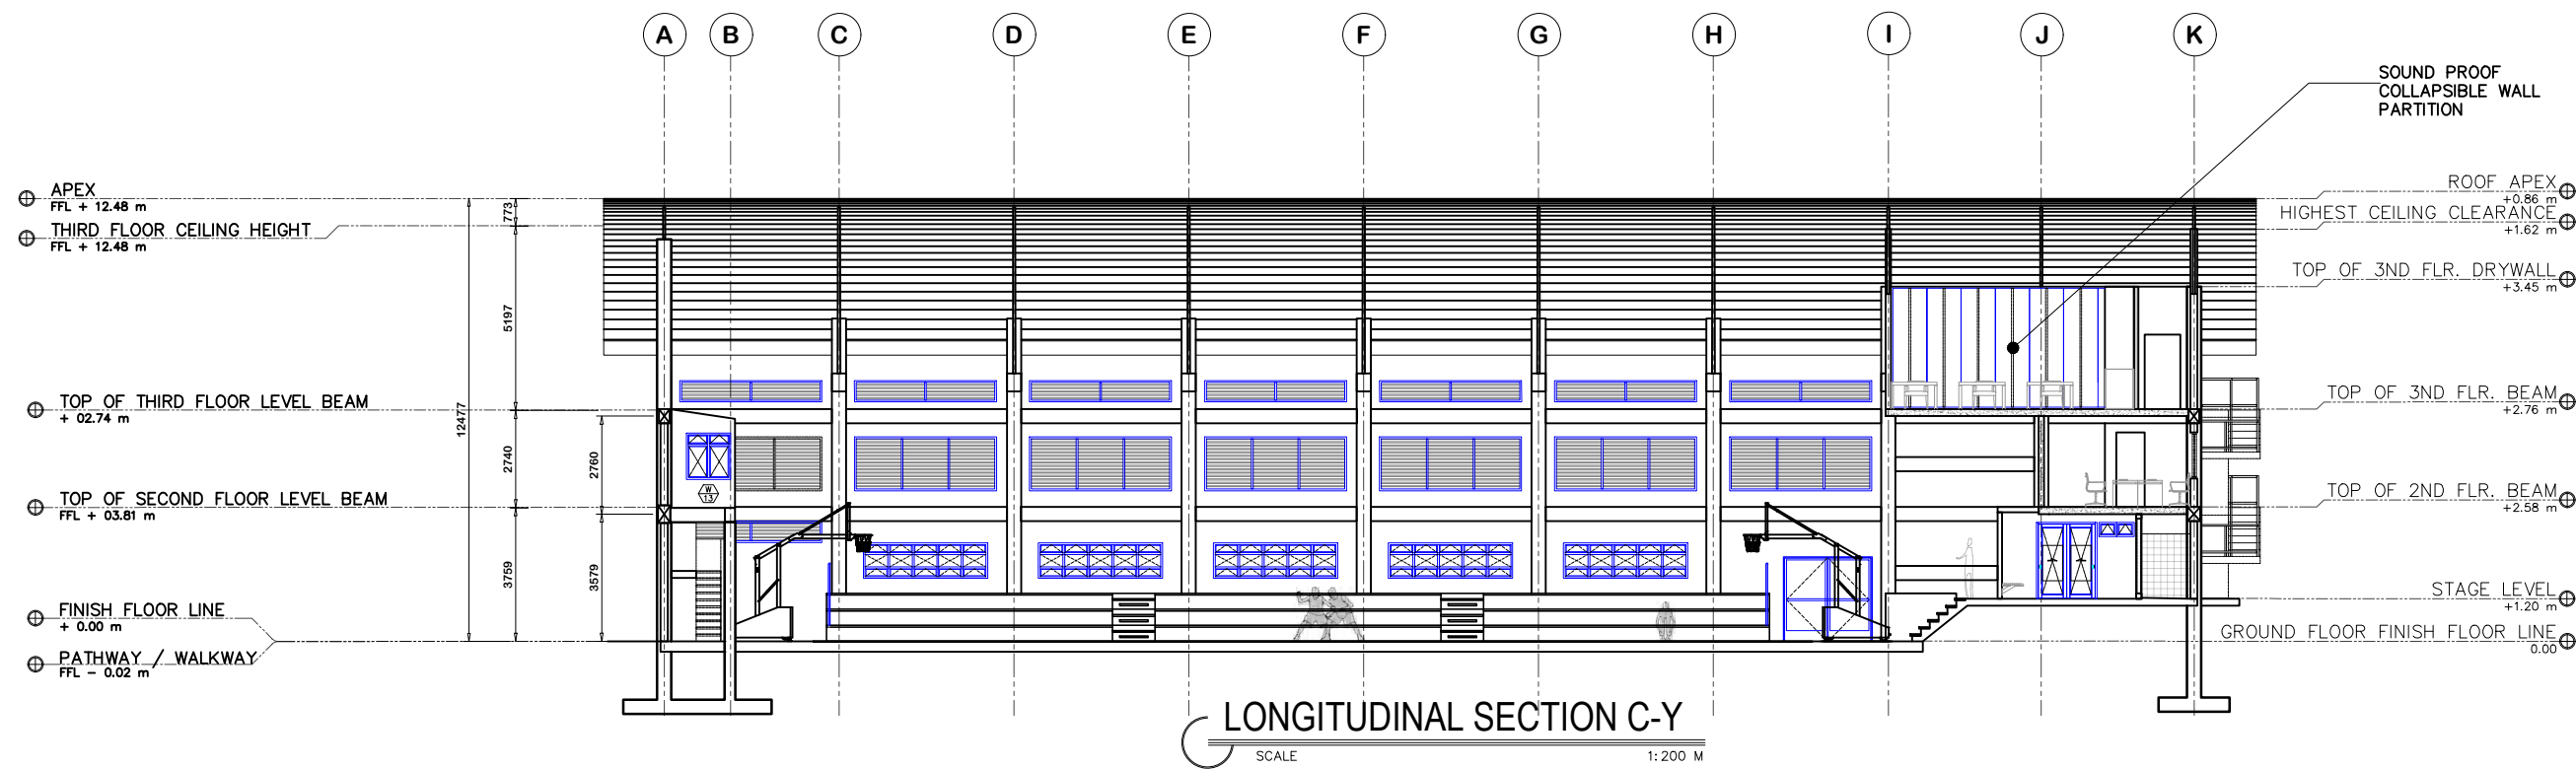 A B C D E F G H I J K
SOUND PROOF
COLLAPSIBLE WALL
PARTITION
APEX
FFL + 12.48 m
THIRD FLOOR CEILING HEIGHT
FFL + 12.48 m
TOP OF THIRD FLOOR LEVEL BEAM
+ 02.74 m
TOP OF SECOND FLOOR LEVEL BEAM
FFL + 03.81 m
FINISH FLOOR LINE
+ 0.00 m
PATHWAY / WALKWAY
FFL - 0.02 m
12477
773
5197
2740
3759
2760
3579
W
13
ROOF APEX
+0.86 m
HIGHEST CEILING CLEARANCE
+1.62 m
TOP OF 3ND FLR. DRYWALL
+3.45 m
TOP OF 3ND FLR. BEAM
+2.76 m
TOP OF 2ND FLR. BEAM
+2.58 m
STAGE LEVEL
+1.20 m
GROUND FLOOR FINISH FLOOR LINE
0.00
LONGITUDINAL SECTION C-Y
SCALE 1:200 M